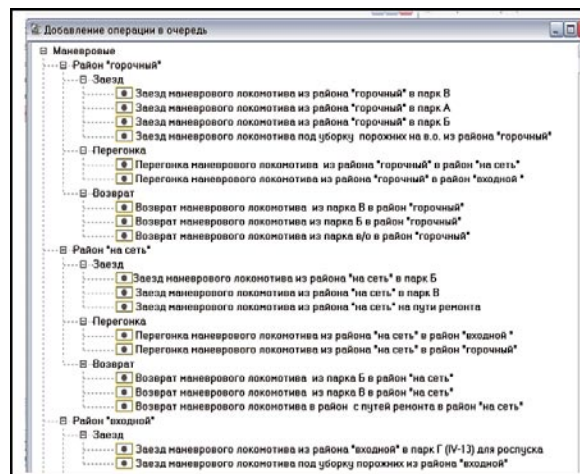 Добавление операции в очередь
Маневровые
Район "горочный"
Заезд
Заезд маневрового локомотива из района "горочный" в парк В
Заезд маневрового локомотива из района "горочный" в парк А
Заезд маневрового локомотива из района "горочный" в парк Б
Заезд маневрового локомотива под уборку порожних на в.о. из района "горочный"
Перегонка
Перегонка маневрового локомотива из района "горочный" в район "на сеть"
Перегонка маневрового локомотива из района "горочный" в район "входной "
Возврат
Возврат маневрового локомотива из парка В в район "горочный"
Возврат маневрового локомотива из парка Б в район "горочный"
Возврат маневрового локомотива из парка в/о в район "горочный"
Район "на сеть"
Заезд
Заезд маневрового локомотива из района "на сеть" в парк Б
Заезд маневрового локомотива из района "на сеть" в парк В
Заезд маневрового локомотива из района "на сеть" на пути ремонта
Перегонка
Перегонка маневрового локомотива из района "на сеть" в район "входной "
Перегонка маневрового локомотива из района "на сеть" в район "горочный"
Возврат
Возврат маневрового локомотива из парка Б в район "на сеть"
Возврат маневрового локомотива из парка В в район "на сеть"
Возврат маневрового локомотива в район с путей ремонта в район "на сеть"
Район "входной"
Заезд
Заезд маневрового локомотива из района "входной" в парк Г (IV-13) для роспуска
Заезд маневрового локомотива под уборку порожних из района "входной"